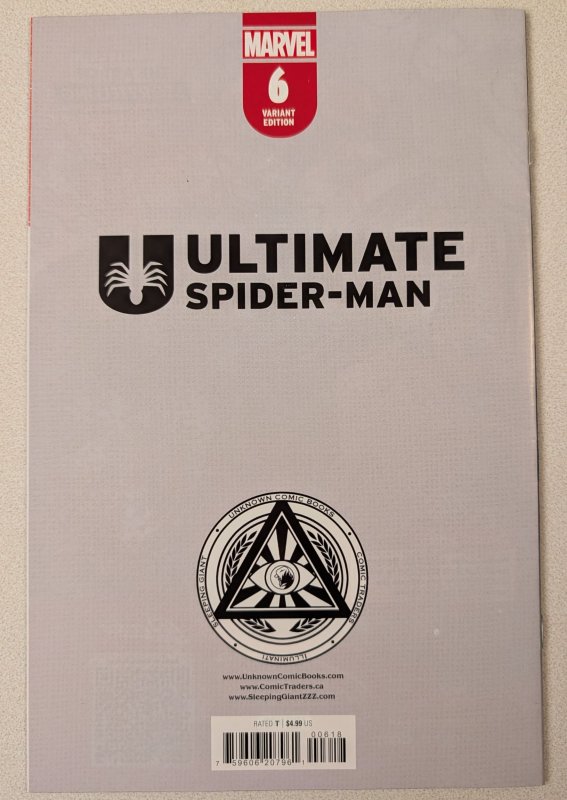 MARVEL
6
VARIANT
EDITION
ULTIMATE
SPIDER-MAN
UNKNOWN COMIC BOOKS
SLEEPING GIANT
COMIC TRADERS
ILLUMINATI
www.UnknownComicBooks.com
www.ComicTraders.ca
www.SleepingGiantZZZ.com
RATED T | $4.99 US
00618
7 59606 20796 1